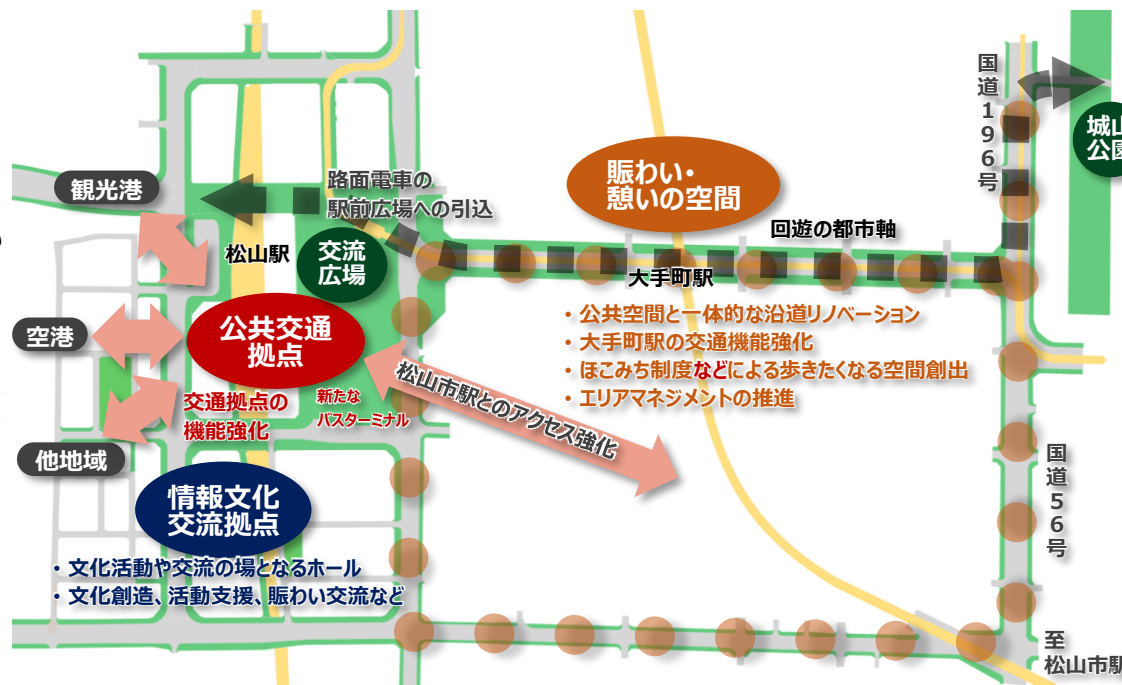 国道196号
城山
公園
観光港
路面電車の
駅前広場への引込
賑わい・
憩いの空間
回遊の都市軸
松山駅
交流
広場
大手町駅
空港
公共交通
拠点
・公共空間と一体的な沿道リノベーション
・大手町駅の交通機能強化
・ほこみち制度などによる歩きたくなる空間創出
・エリアマネジメントの推進
松山市駅とのアクセス強化
交通拠点の
機能強化
新たな
バスターミナル
他地域
国道56号
情報文化
交流拠点
・文化活動や交流の場となるホール
・文化創造、活動支援、賑わい交流など
至
松山市駅